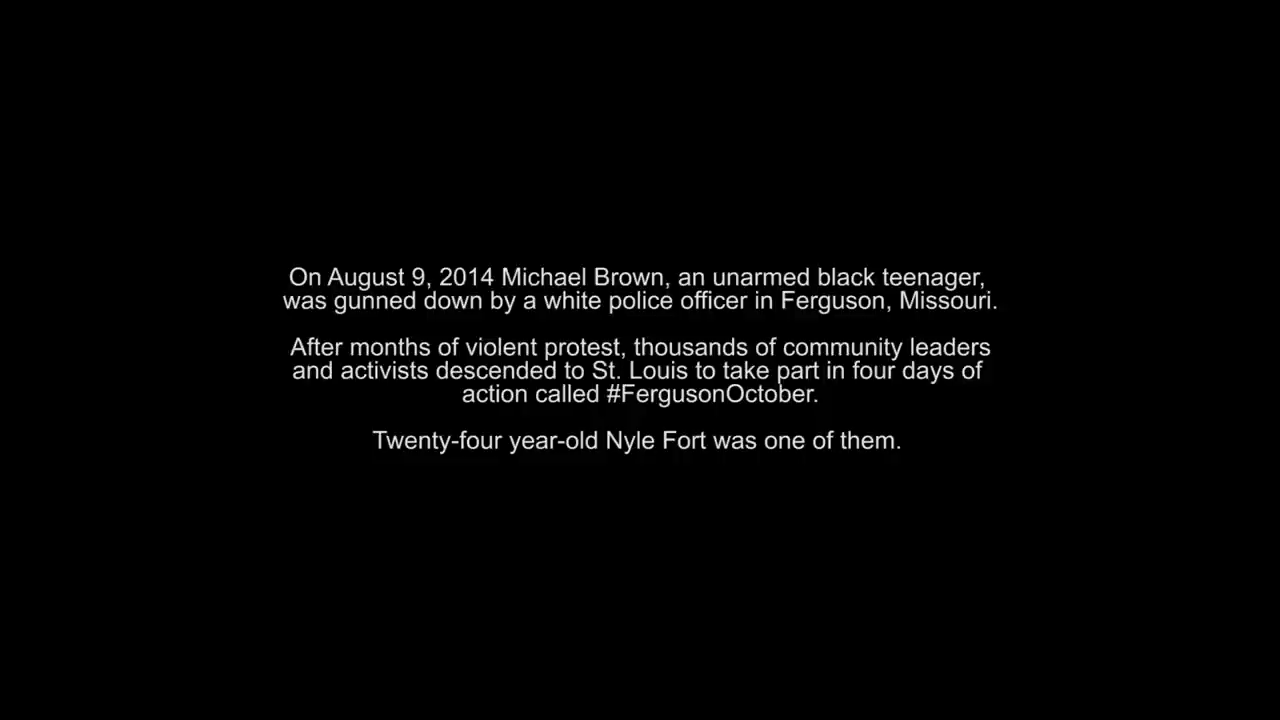 On August 9, 2014 Michael Brown, an unarmed black teenager,
was gunned down by a white police officer in Ferguson, Missouri.
After months of violent protest, thousands of community leaders
and activists descended to St. Louis to take part in four days of
action called #FergusonOctober.
Twenty-four year-old Nyle Fort was one of them.